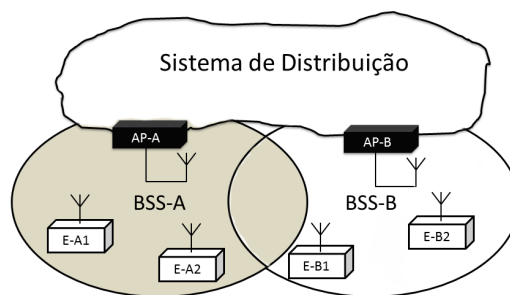 Sistema de Distribuição
AP-A
AP-B
BSS-A
BSS-B
E-A1
E-A2
E-B1
E-B2